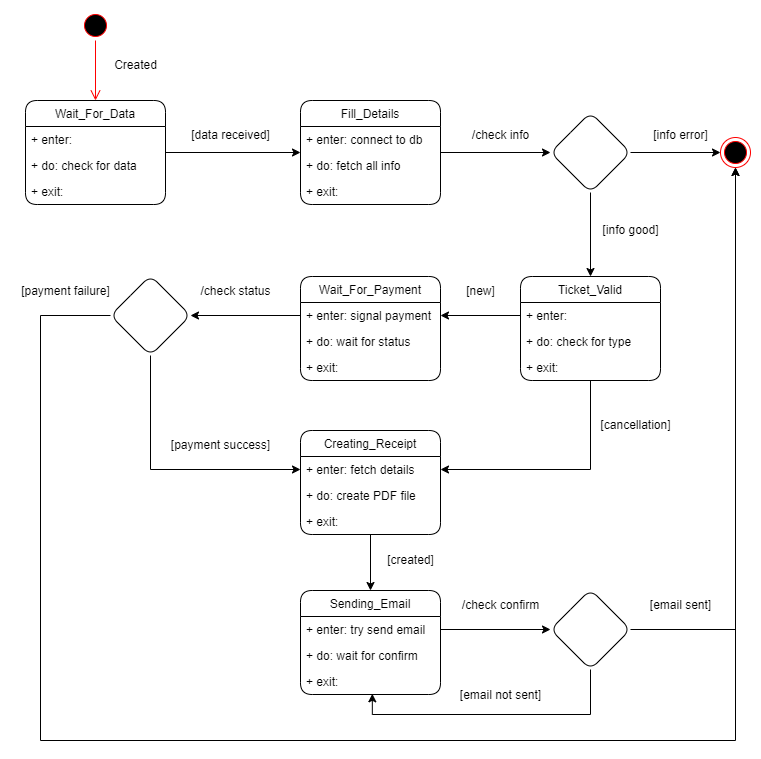 Created
Wait_For_Data
+ enter:
+ do: check for data
+ exit:
[data received]
Fill_Details
+ enter: connect to db
+ do: fetch all info
+ exit:
/check info
[info error]
[info good]
Ticket_Valid
+ enter:
+ do: check for type
+ exit:
[new]
Wait_For_Payment
+ enter: signal payment
+ do: wait for status
+ exit:
/check status
[payment failure]
[payment success]
[cancellation]
Creating_Receipt
+ enter: fetch details
+ do: create PDF file
+ exit:
[created]
Sending_Email
+ enter: try send email
+ do: wait for confirm
+ exit:
/check confirm
[email sent]
[email not sent]